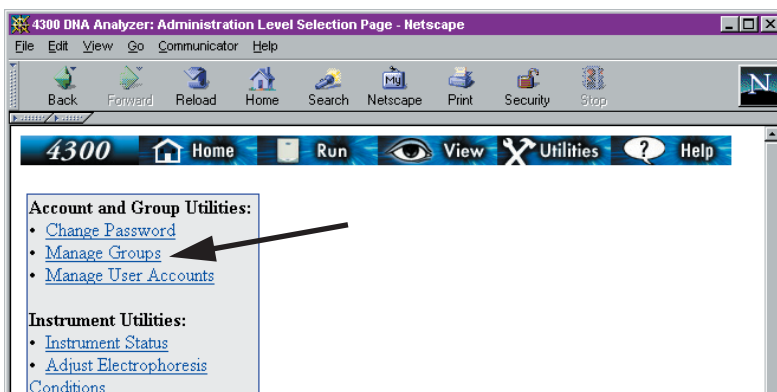 4300 DNA Analyzer: Administration Level Selection Page - Netscape
File Edit View Go Communicator Help
My
N
Back Forward Reload Home Search Netscape Print Security Stop
4300 Home Run View Utilities ? Help
Account and Group Utilities:
• Change Password
• Manage Groups
• Manage User Accounts
Instrument Utilities:
• Instrument Status
• Adjust Electrophoresis
Conditions